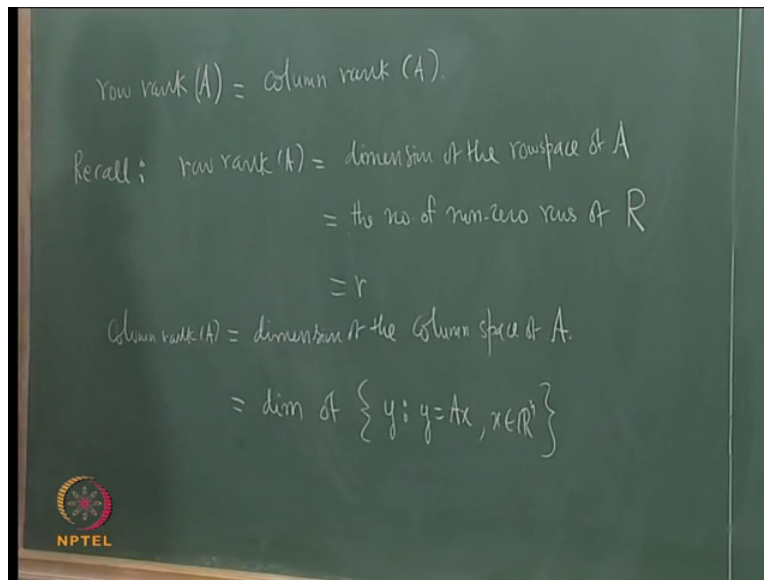 row rank (A) = column rank (A).
Recall : row rank (A) = dimension of the rowspace of A
= the no. of non-zero rows of R
= r
Column rank (A) = dimension of the column space of A.
= dim of { y : y = Ax , x ∈ ℝⁿ }
NPTEL